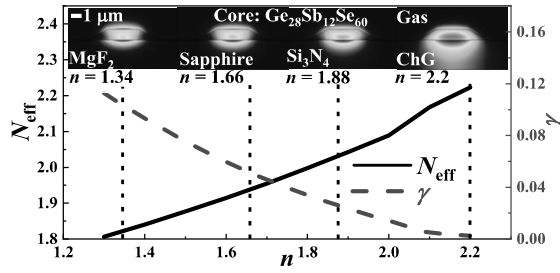 1 μm Core: Ge28Sb12Se60 Gas
MgF2 Sapphire Si3N4 ChG
n = 1.34 n = 1.66 n = 1.88 n = 2.2
2.4
2.3
2.2
2.1
2.0
1.9
1.8
Neff
0.16
0.12
0.08
0.04
0.00
γ
Neff
γ
1.2 1.4 1.6 1.8 2.0 2.2
n